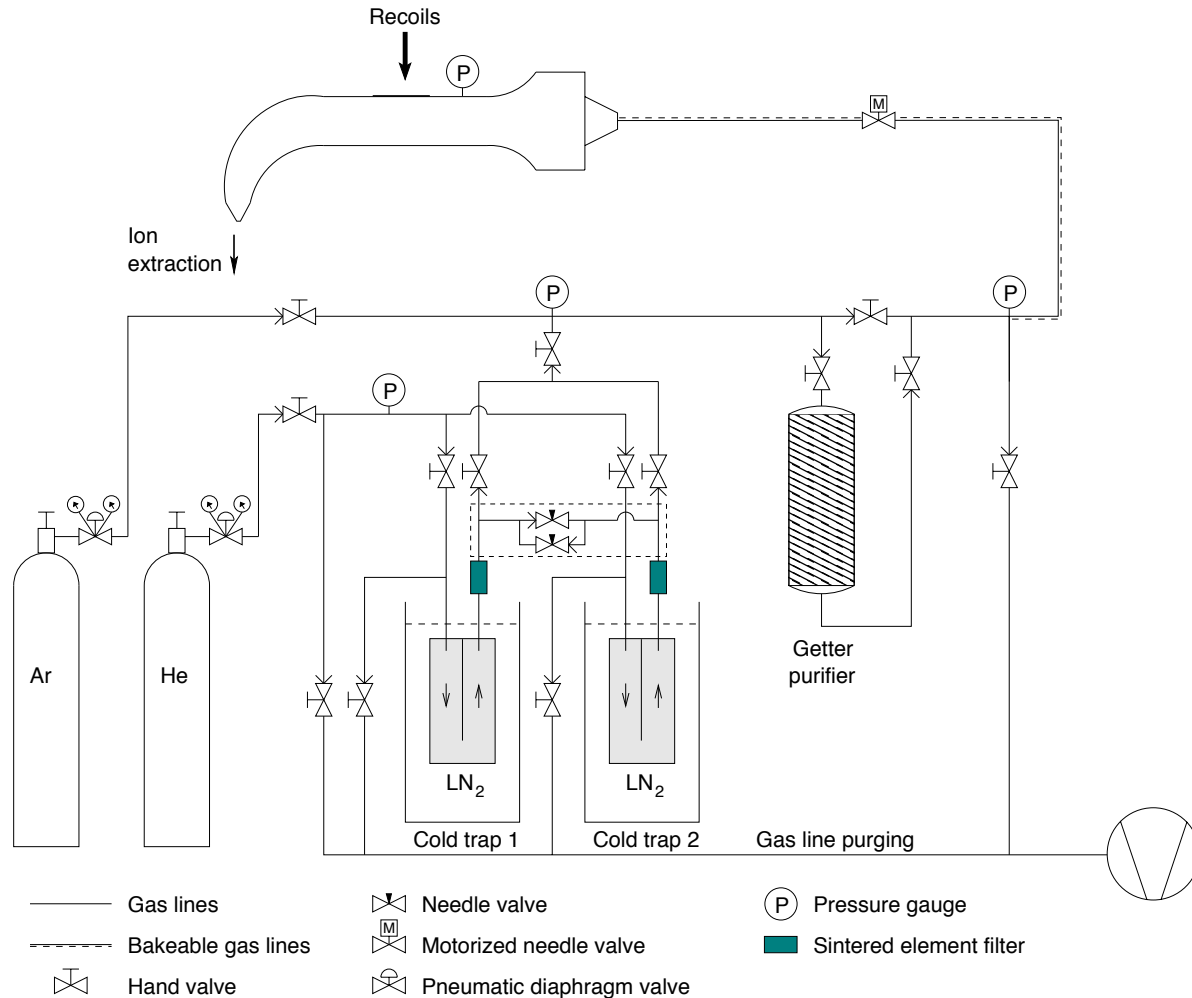 Recoils
P
M
Ion
extraction
P
P
P
Ar
He
Getter
purifier
LN2
LN2
Cold trap 1
Cold trap 2
Gas line purging
Gas lines
Needle valve
P
Pressure gauge
M
Bakeable gas lines
Motorized needle valve
Sintered element filter
Hand valve
Pneumatic diaphragm valve